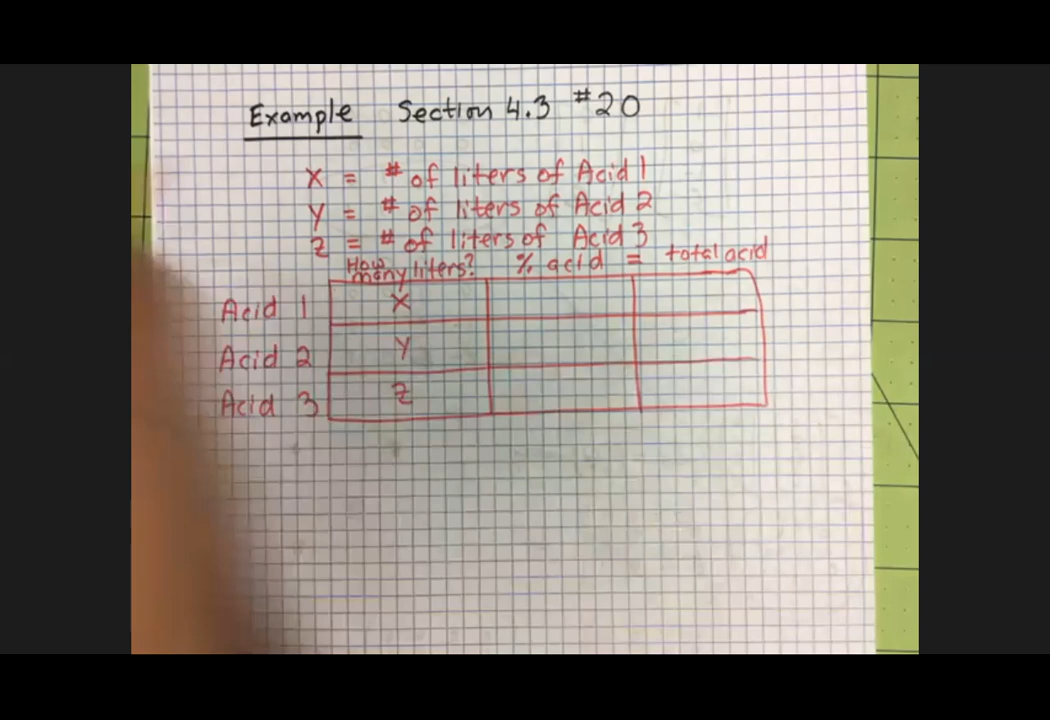 Example Section 4.3 #20
X = # of liters of Acid 1
Y = # of liters of Acid 2
Z = # of liters of Acid 3
How many liters? % acid = total acid
Acid 1 X
Acid 2 Y
Acid 3 Z